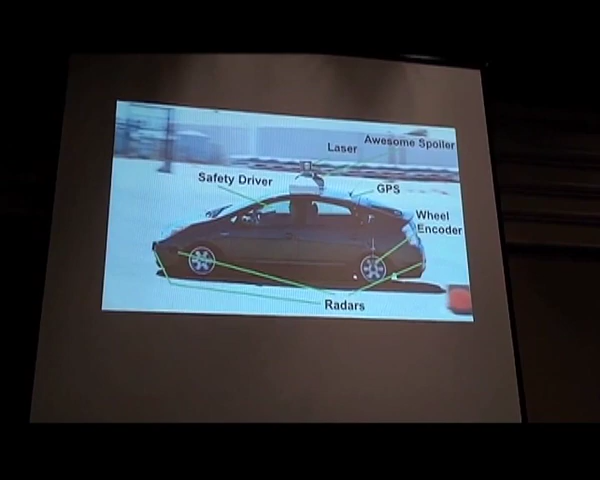 Awesome Spoiler
Laser
Safety Driver
GPS
Wheel
Encoder
Radars